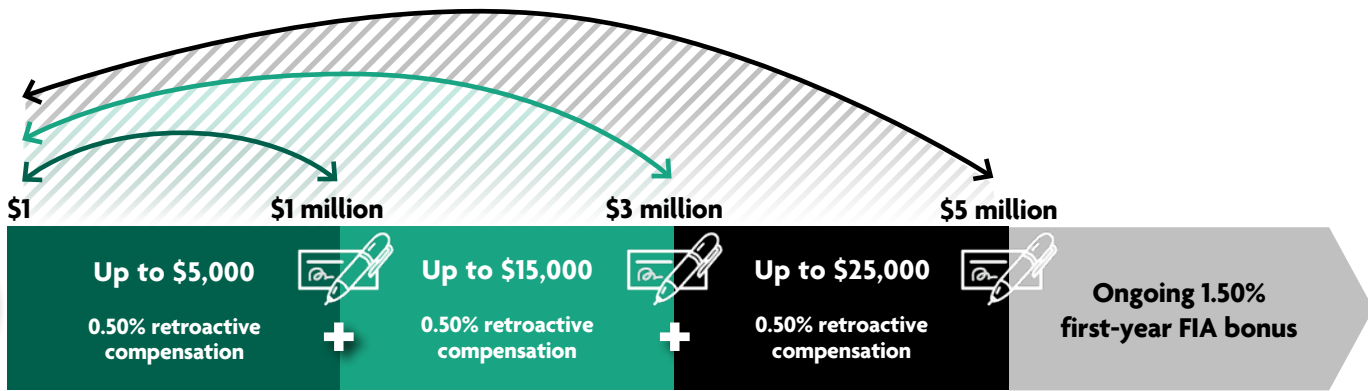 $1
$1 million
$3 million
$5 million
Up to $5,000
0.50% retroactive
compensation
Up to $15,000
0.50% retroactive
compensation
Up to $25,000
0.50% retroactive
compensation
Ongoing 1.50%
first-year FIA bonus